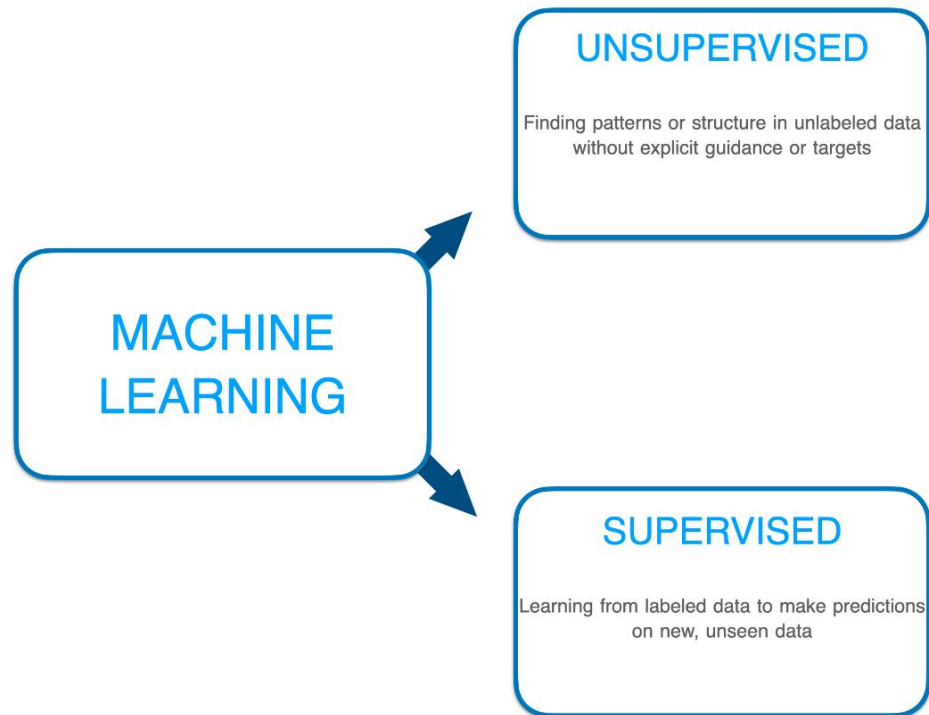 UNSUPERVISED
Finding patterns or structure in unlabeled data
without explicit guidance or targets
MACHINE
LEARNING
SUPERVISED
Learning from labeled data to make predictions
on new, unseen data